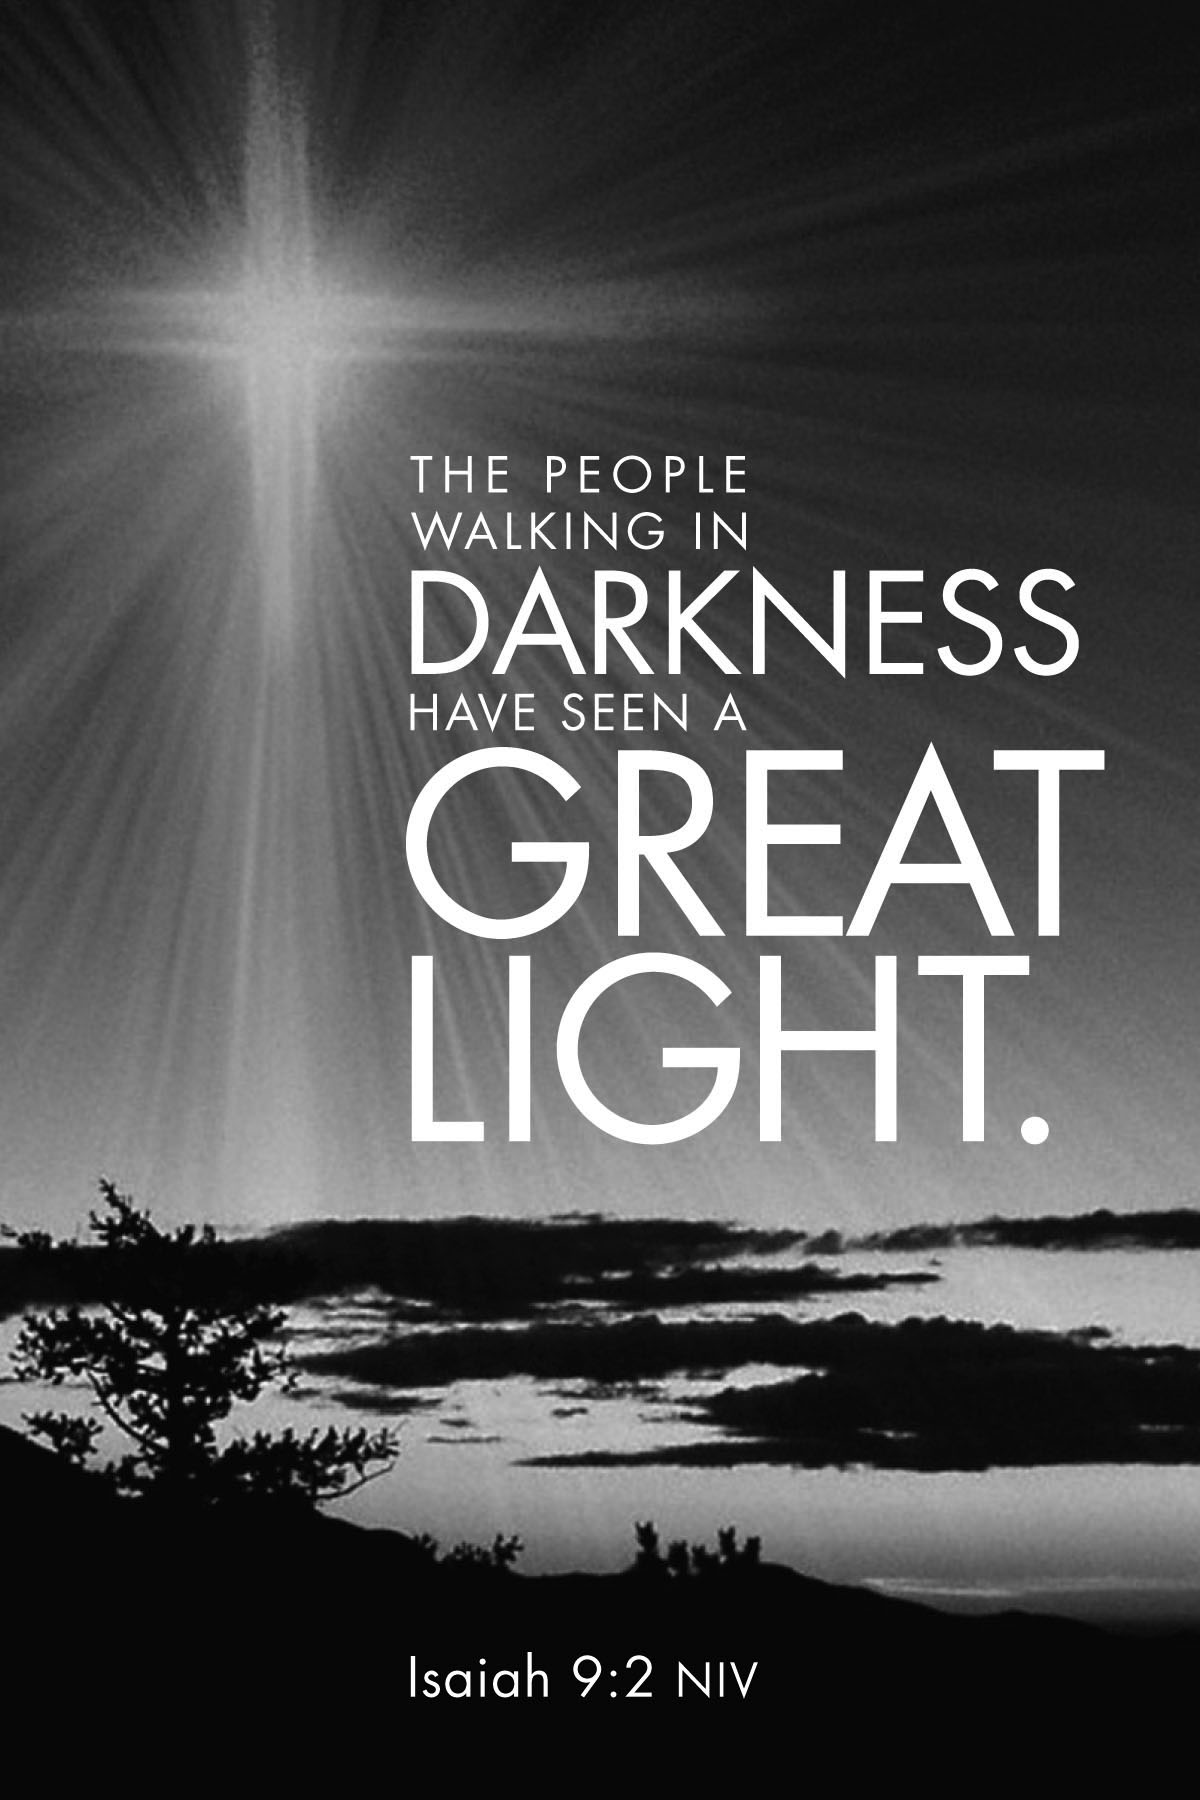 THE PEOPLE
WALKING IN
DARKNESS
HAVE SEEN A
GREAT
LIGHT.
Isaiah 9:2 NIV